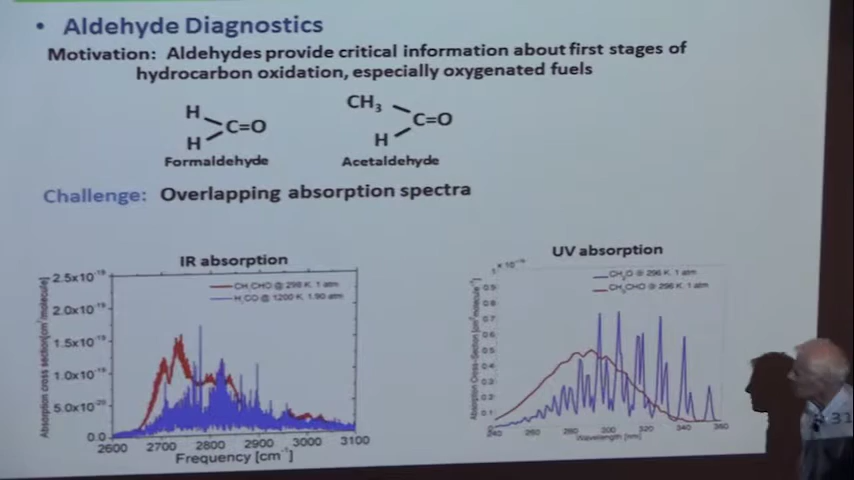 • Aldehyde Diagnostics
Motivation: Aldehydes provide critical information about first stages of
hydrocarbon oxidation, especially oxygenated fuels
H
H
C=O
Formaldehyde
CH3
H
C=O
Acetaldehyde
Challenge: Overlapping absorption spectra
IR absorption
CH3CHO @ 298 K, 1 atm
H2CO @ 1200 K, 1.90 atm
Absorption cross section[cm²/molecule]
2.5x10⁻¹⁹
2.0x10⁻¹⁹
1.5x10⁻¹⁹
1.0x10⁻¹⁹
5.0x10⁻²⁰
0.0
2600 2700 2800 2900 3000 3100
Frequency [cm⁻¹]
UV absorption
CH2O @ 296 K, 1 atm
CH3CHO @ 296 K, 1 atm
Absorption Cross-Section [cm²molecule⁻¹]
1
0.9
0.8
0.7
0.6
0.5
0.4
0.3
0.2
0.1
240 260 280 300 320 340 360
Wavelength [nm]
31